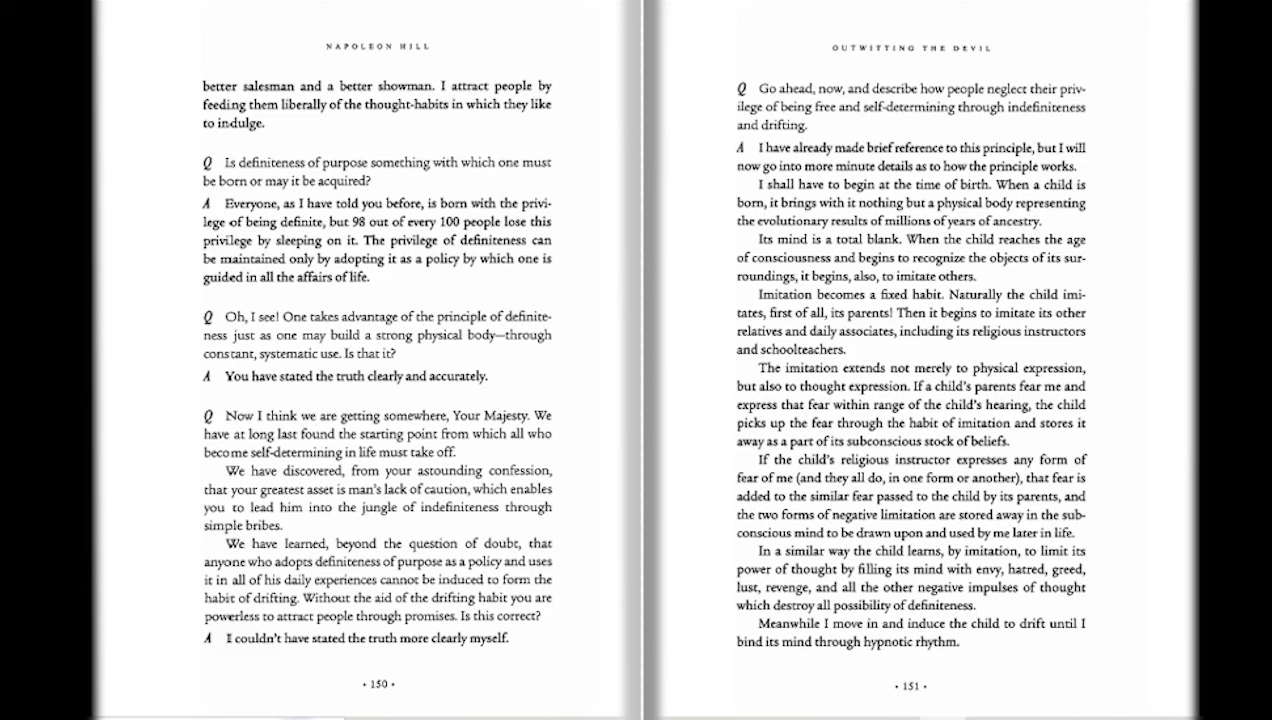 NAPOLEON HILL
better salesman and a better showman. I attract people by
feeding them liberally of the thought-habits in which they like
to indulge.
Q Is definiteness of purpose something with which one must
be born or may it be acquired?
A Everyone, as I have told you before, is born with the privi-
lege of being definite, but 98 out of every 100 people lose this
privilege by sleeping on it. The privilege of definiteness can
be maintained only by adopting it as a policy by which one is
guided in all the affairs of life.
Q Oh, I see! One takes advantage of the principle of definite-
ness just as one may build a strong physical body—through
constant, systematic use. Is that it?
A You have stated the truth clearly and accurately.
Q Now I think we are getting somewhere, Your Majesty. We
have at long last found the starting point from which all who
become self-determining in life must take off.
We have discovered, from your astounding confession,
that your greatest asset is man's lack of caution, which enables
you to lead him into the jungle of indefiniteness through
simple bribes.
We have learned, beyond the question of doubt, that
anyone who adopts definiteness of purpose as a policy and uses
it in all of his daily experiences cannot be induced to form the
habit of drifting. Without the aid of the drifting habit you are
powerless to attract people through promises. Is this correct?
A I couldn't have stated the truth more clearly myself.
• 150 •
OUTWITTING THE DEVIL
Q Go ahead, now, and describe how people neglect their priv-
ilege of being free and self-determining through indefiniteness
and drifting.
A I have already made brief reference to this principle, but I will
now go into more minute details as to how the principle works.
I shall have to begin at the time of birth. When a child is
born, it brings with it nothing but a physical body representing
the evolutionary results of millions of years of ancestry.
Its mind is a total blank. When the child reaches the age
of consciousness and begins to recognize the objects of its sur-
roundings, it begins, also, to imitate others.
Imitation becomes a fixed habit. Naturally the child imi-
tates, first of all, its parents! Then it begins to imitate its other
relatives and daily associates, including its religious instructors
and schoolteachers.
The imitation extends not merely to physical expression,
but also to thought expression. If a child's parents fear me and
express that fear within range of the child's hearing, the child
picks up the fear through the habit of imitation and stores it
away as a part of its subconscious stock of beliefs.
If the child's religious instructor expresses any form of
fear of me (and they all do, in one form or another), that fear is
added to the similar fear passed to the child by its parents, and
the two forms of negative limitation are stored away in the sub-
conscious mind to be drawn upon and used by me later in life.
In a similar way the child learns, by imitation, to limit its
power of thought by filling its mind with envy, hatred, greed,
lust, revenge, and all the other negative impulses of thought
which destroy all possibility of definiteness.
Meanwhile I move in and induce the child to drift until I
bind its mind through hypnotic rhythm.
• 151 •